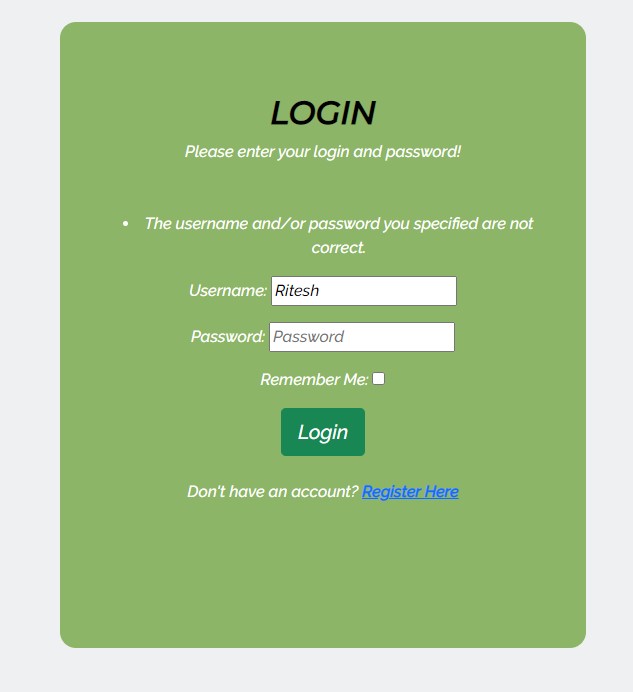 LOGIN
Please enter your login and password!
• The username and/or password you specified are not
correct.
Username: Ritesh
Password: Password
Remember Me:
Login
Don't have an account? Register Here